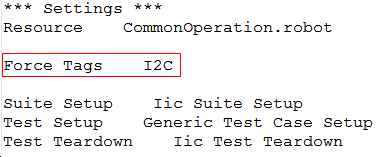 *** Settings ***
Resource    CommonOperation.robot
Force Tags    I2C
Suite Setup    Iic Suite Setup
Test Setup    Generic Test Case Setup
Test Teardown    Iic Test Teardown